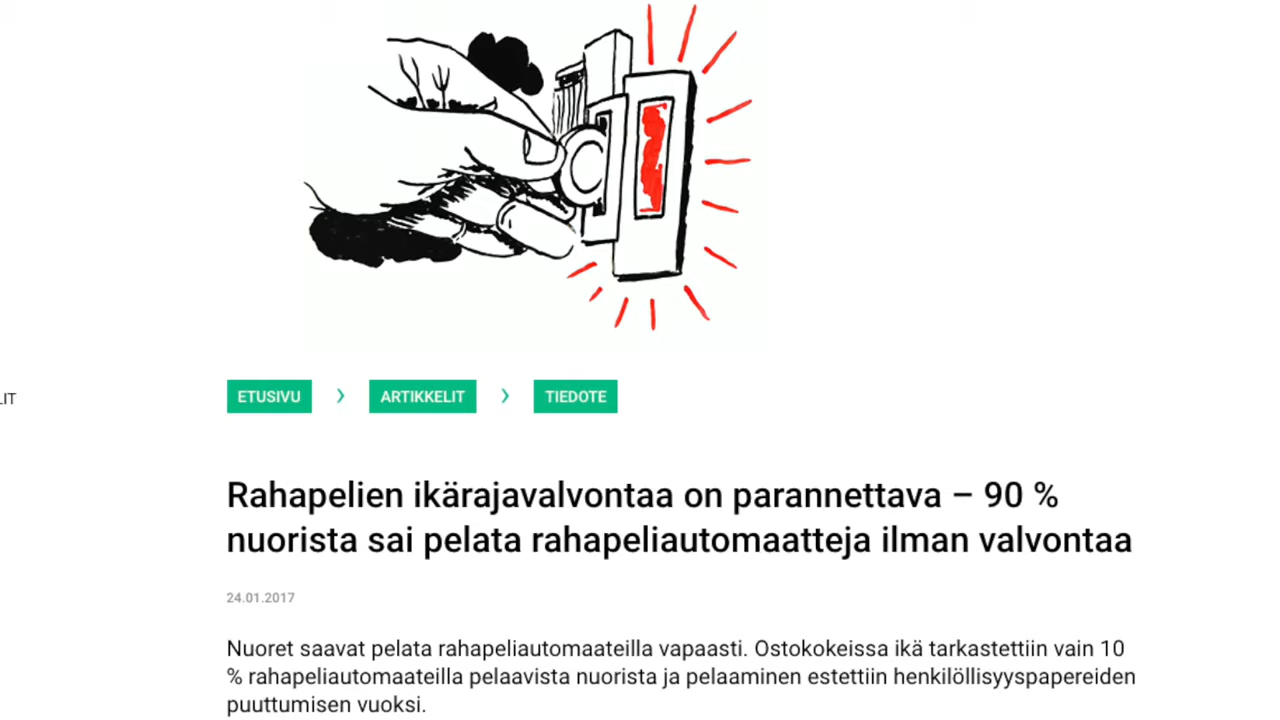 LIT
ETUSIVU › ARTIKKELIT › TIEDOTE
Rahapelien ikärajavalvontaa on parannettava – 90 %
nuorista sai pelata rahapeliautomaatteja ilman valvontaa
24.01.2017
Nuoret saavat pelata rahapeliautomaateilla vapaasti. Ostokokeissa ikä tarkastettiin vain 10
% rahapeliautomaateilla pelaavista nuorista ja pelaaminen estettiin henkilöllisyyspapereiden
puuttumisen vuoksi.